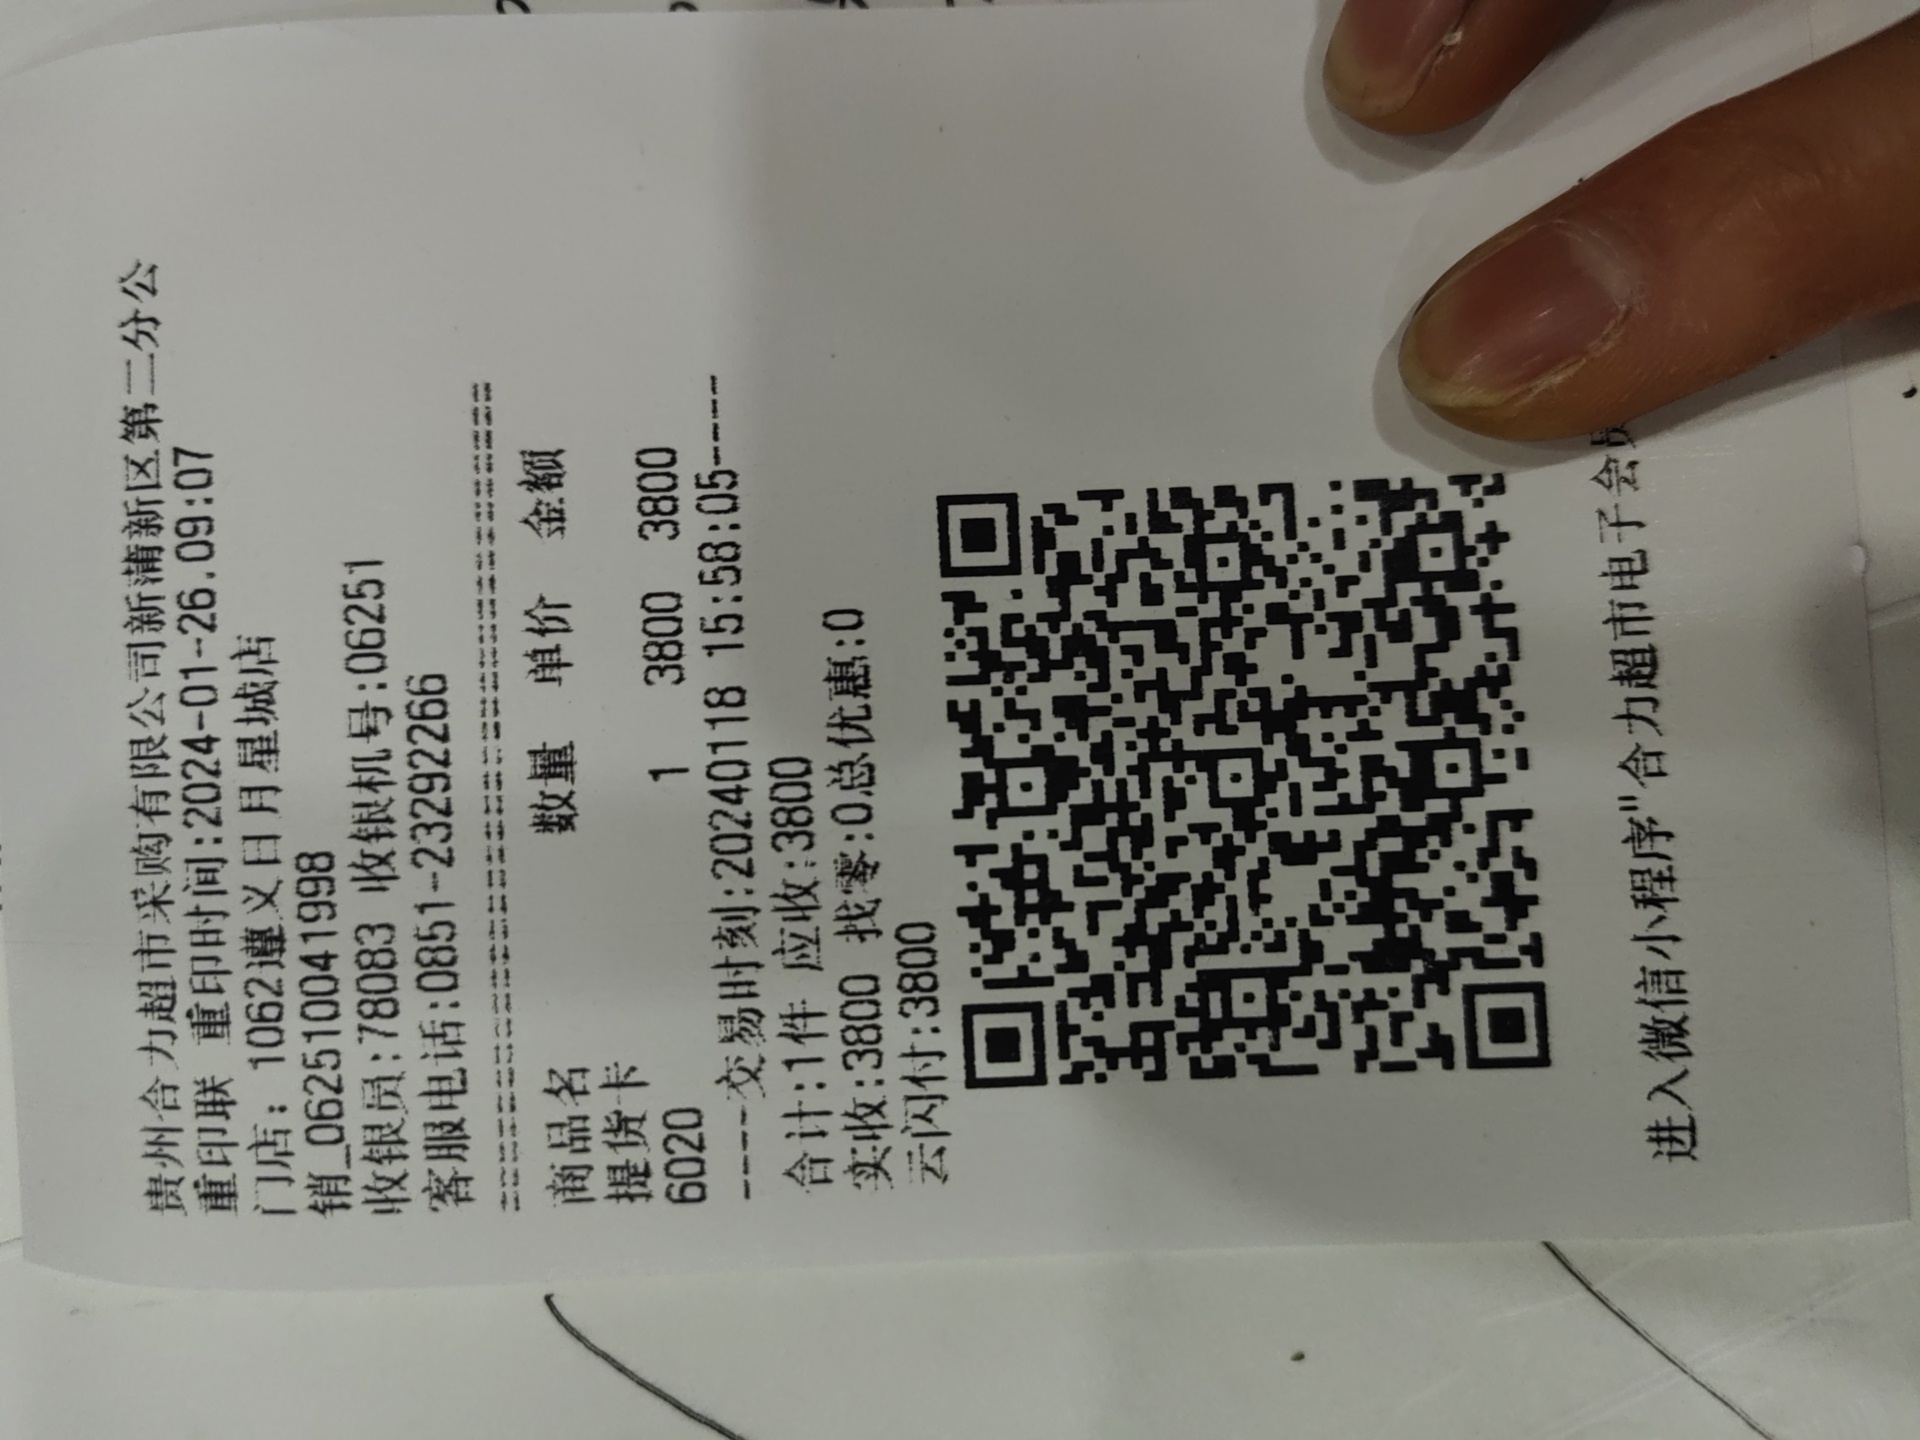 贵州合力超市采购有限公司新蒲新区第二分公
重印联 重印时间:2024-01-26.09:07
门店: 1062遵义日月星城店
销_062510041998
收银员:78083 收银机号:06251
客服电话:0851-23292266
========================================
商品名 数量 单价 金额
提货卡
6020 1 3800 3800
----交易时刻:20240118 15:58:05----
合计:1件 应收:3800
实收:3800 找零:0总优惠:0
云闪付:3800
进入微信小程序"合力超市电子会员